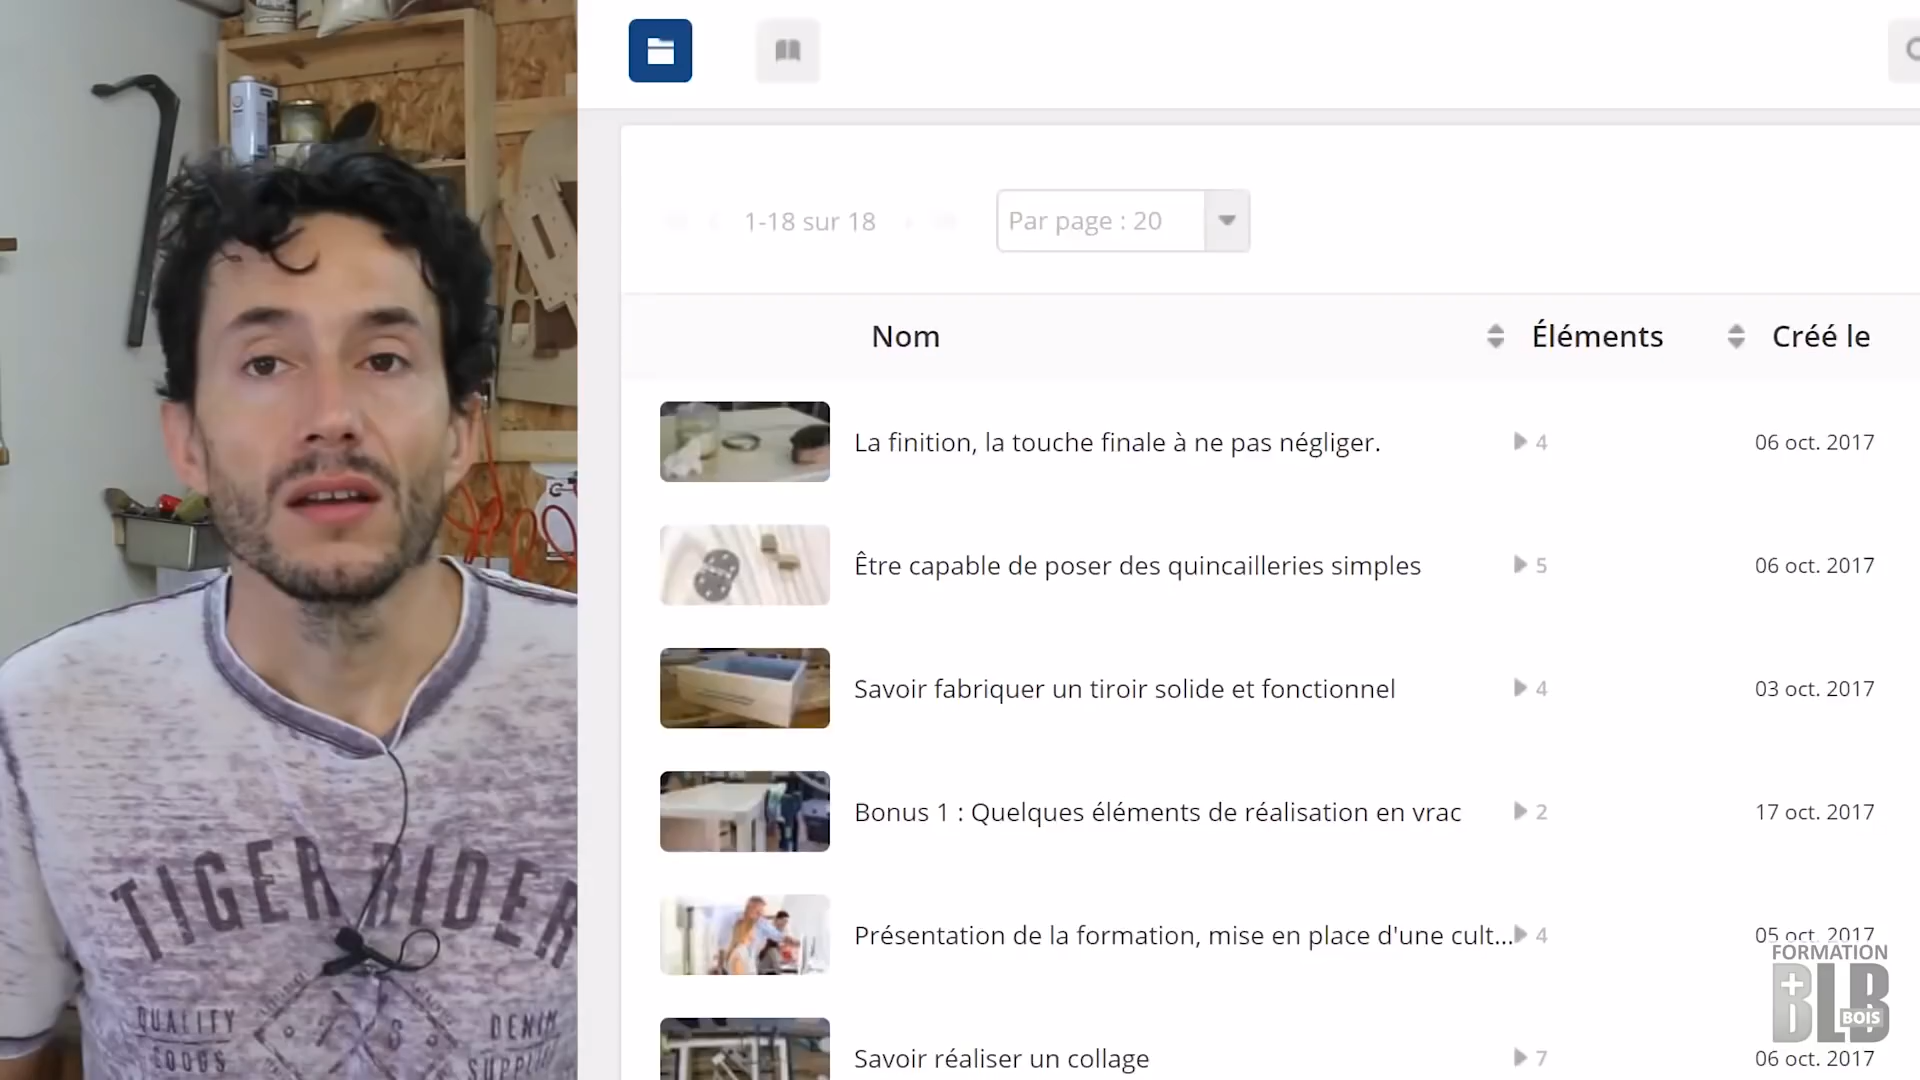 1-18 sur 18
Par page : 20
Nom
Éléments
Créé le
La finition, la touche finale à ne pas négliger.
4
06 oct. 2017
Être capable de poser des quincailleries simples
5
06 oct. 2017
Savoir fabriquer un tiroir solide et fonctionnel
4
03 oct. 2017
Bonus 1 : Quelques éléments de réalisation en vrac
2
17 oct. 2017
Présentation de la formation, mise en place d'une cult...
4
05 oct. 2017
Savoir réaliser un collage
7
06 oct. 2017
FORMATION
BLB
BOIS
TIGER RIDER
QUALITY
GOODS
DENIM